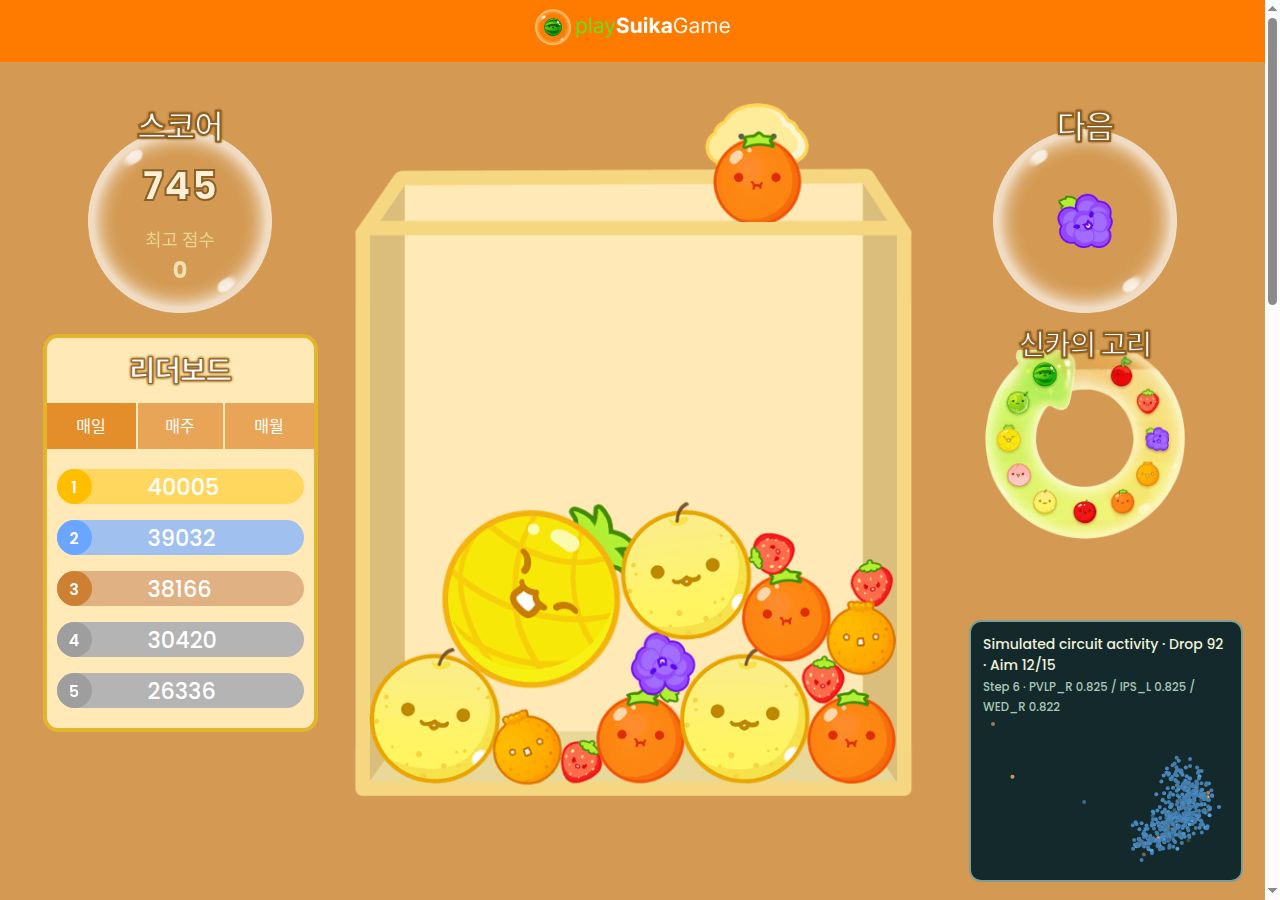 playSuikaGame
스코어
745
최고 점수
0
리더보드
매일 매주 매월
1 40005
2 39032
3 38166
4 30420
5 26336
다음
신카의 고리
Simulated circuit activity · Drop 92
· Aim 12/15
Step 6 · PVLP_R 0.825 / IPS_L 0.825 /
WED_R 0.822